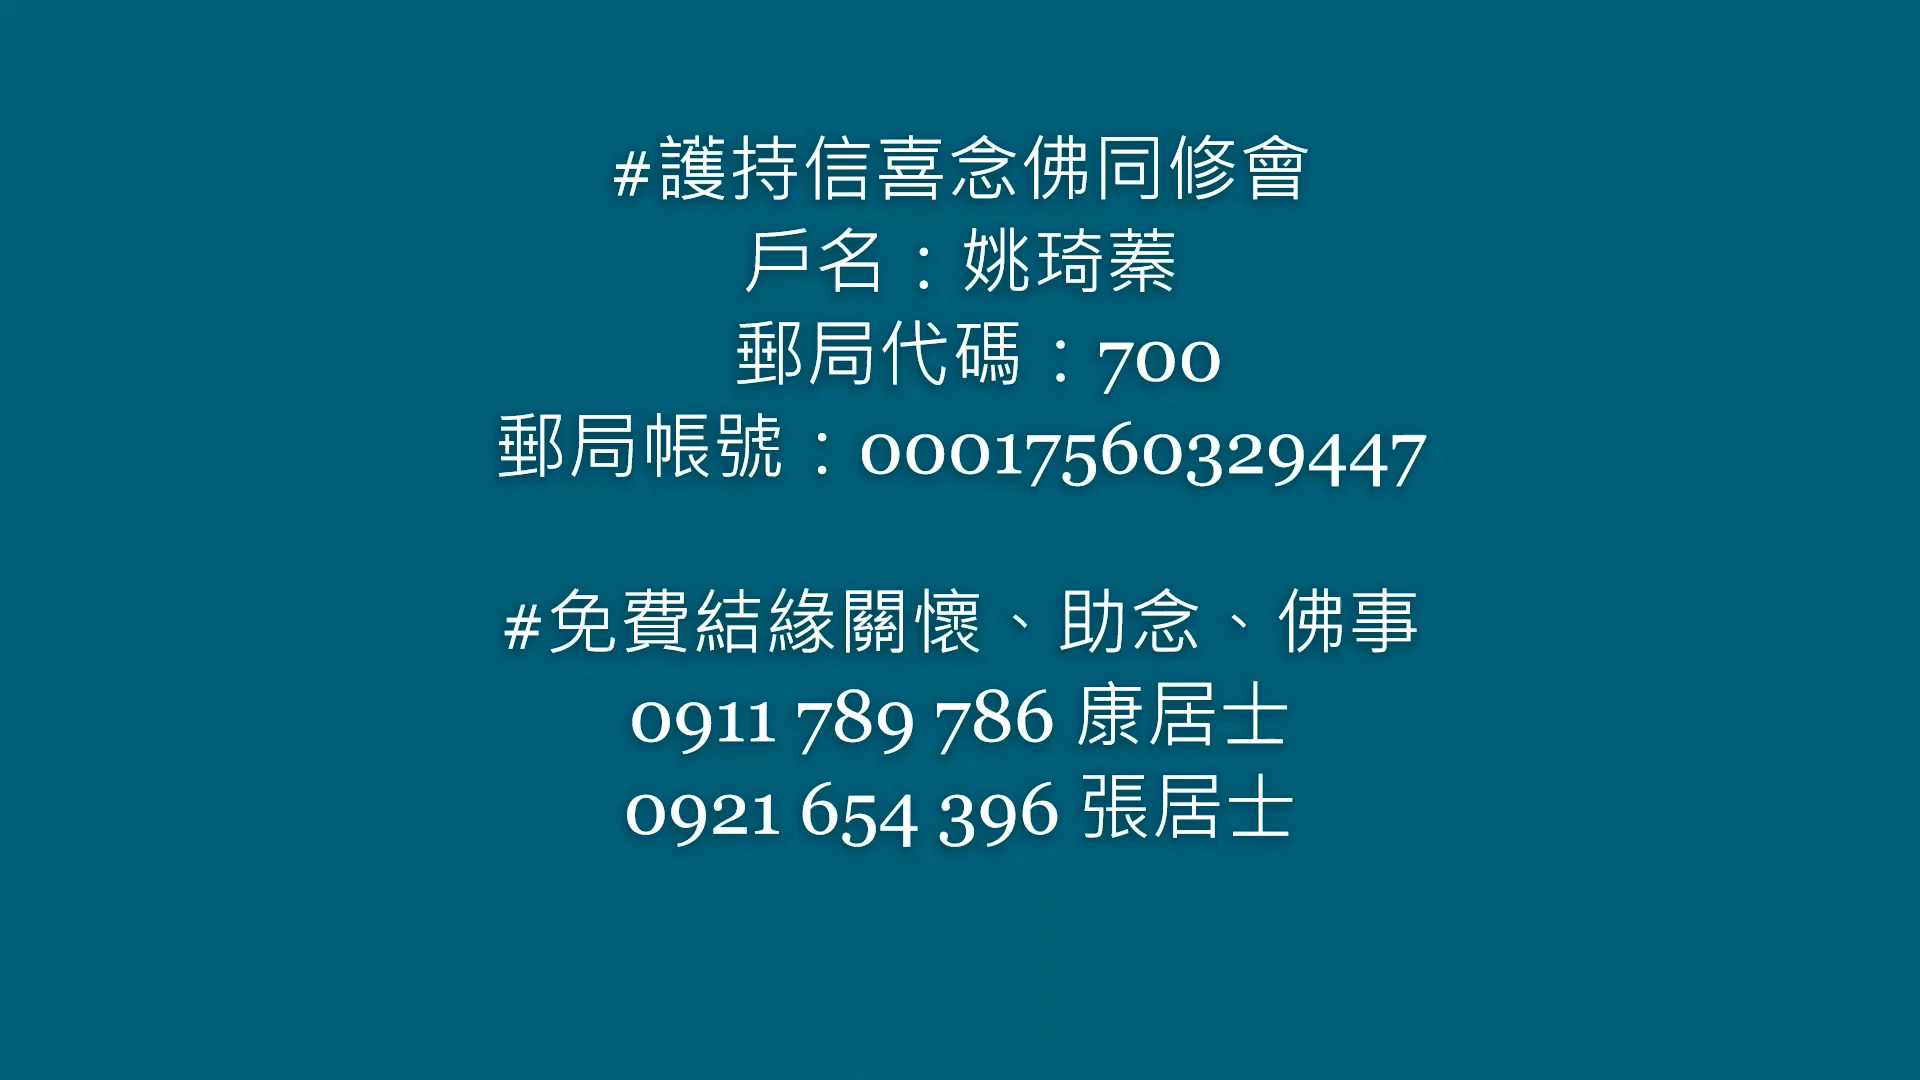 #護持信喜念佛同修會
戶名：姚琦蓁
郵局代碼：700
郵局帳號：00017560329447
#免費結緣關懷、助念、佛事
0911 789 786 康居士
0921 654 396 張居士